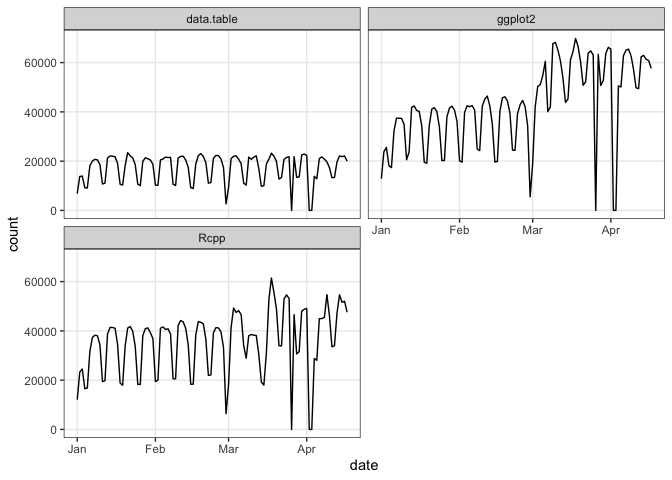 data.table
ggplot2
60000
40000
20000
0
Jan
Feb
Mar
Apr
Rcpp
60000
40000
20000
0
Jan
Feb
Mar
Apr
count
date